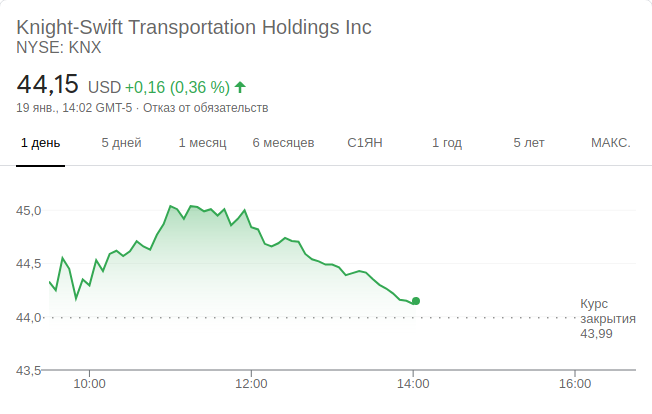 Knight-Swift Transportation Holdings Inc
NYSE: KNX
44,15 USD +0,16 (0,36 %)
19 янв., 14:02 GMT-5 · Отказ от обязательств
1 день 5 дней 1 месяц 6 месяцев С1ЯН 1 год 5 лет МАКС.
45,0
44,5
44,0
43,5
Курс
закрытия
43,99
10:00 12:00 14:00 16:00